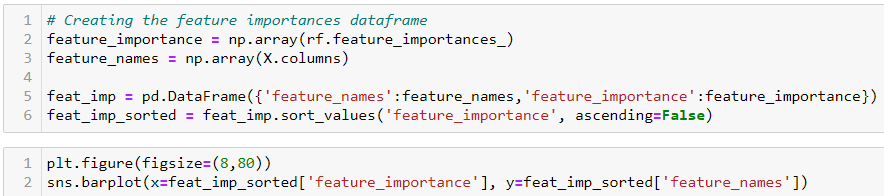 1 # Creating the feature importances dataframe
2 feature_importance = np.array(rf.feature_importances_)
3 feature_names = np.array(X.columns)
4
5 feat_imp = pd.DataFrame({'feature_names':feature_names,'feature_importance':feature_importance})
6 feat_imp_sorted = feat_imp.sort_values('feature_importance', ascending=False)
1 plt.figure(figsize=(8,80))
2 sns.barplot(x=feat_imp_sorted['feature_importance'], y=feat_imp_sorted['feature_names'])